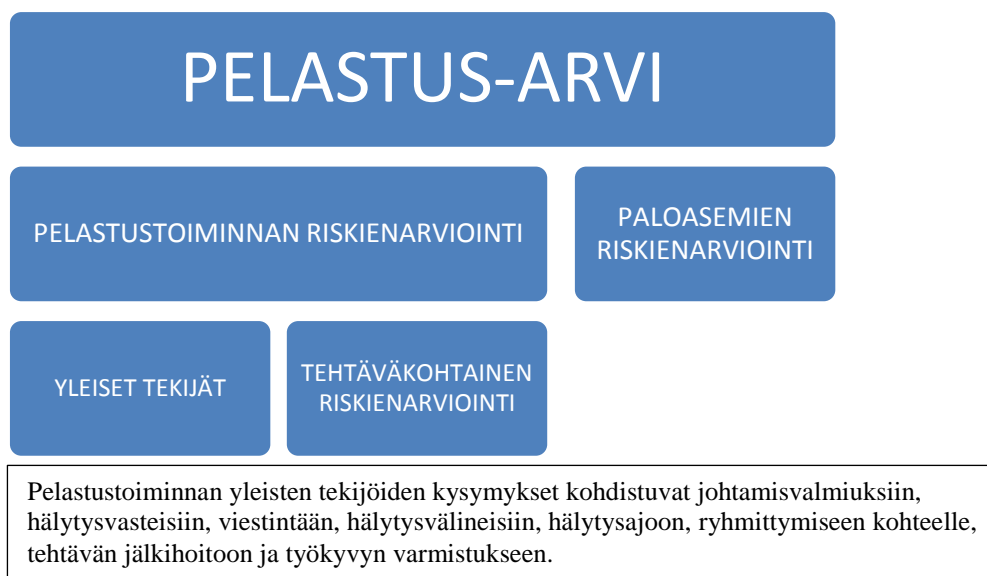 PELASTUS-ARVI
PELASTUSTOIMINNAN RISKIENARVIOINTI
PALOASEMIEN
RISKIENARVIOINTI
YLEISET TEKIJÄT
TEHTÄVÄKOHTAINEN
RISKIENARVIOINTI
Pelastustoiminnan yleisten tekijöiden kysymykset kohdistuvat johtamisvalmiuksiin,
hälytysvasteisiin, viestintään, hälytysvälineisiin, hälytysajoon, ryhmittymiseen kohteelle,
tehtävän jälkihoitoon ja työkyvyn varmistukseen.